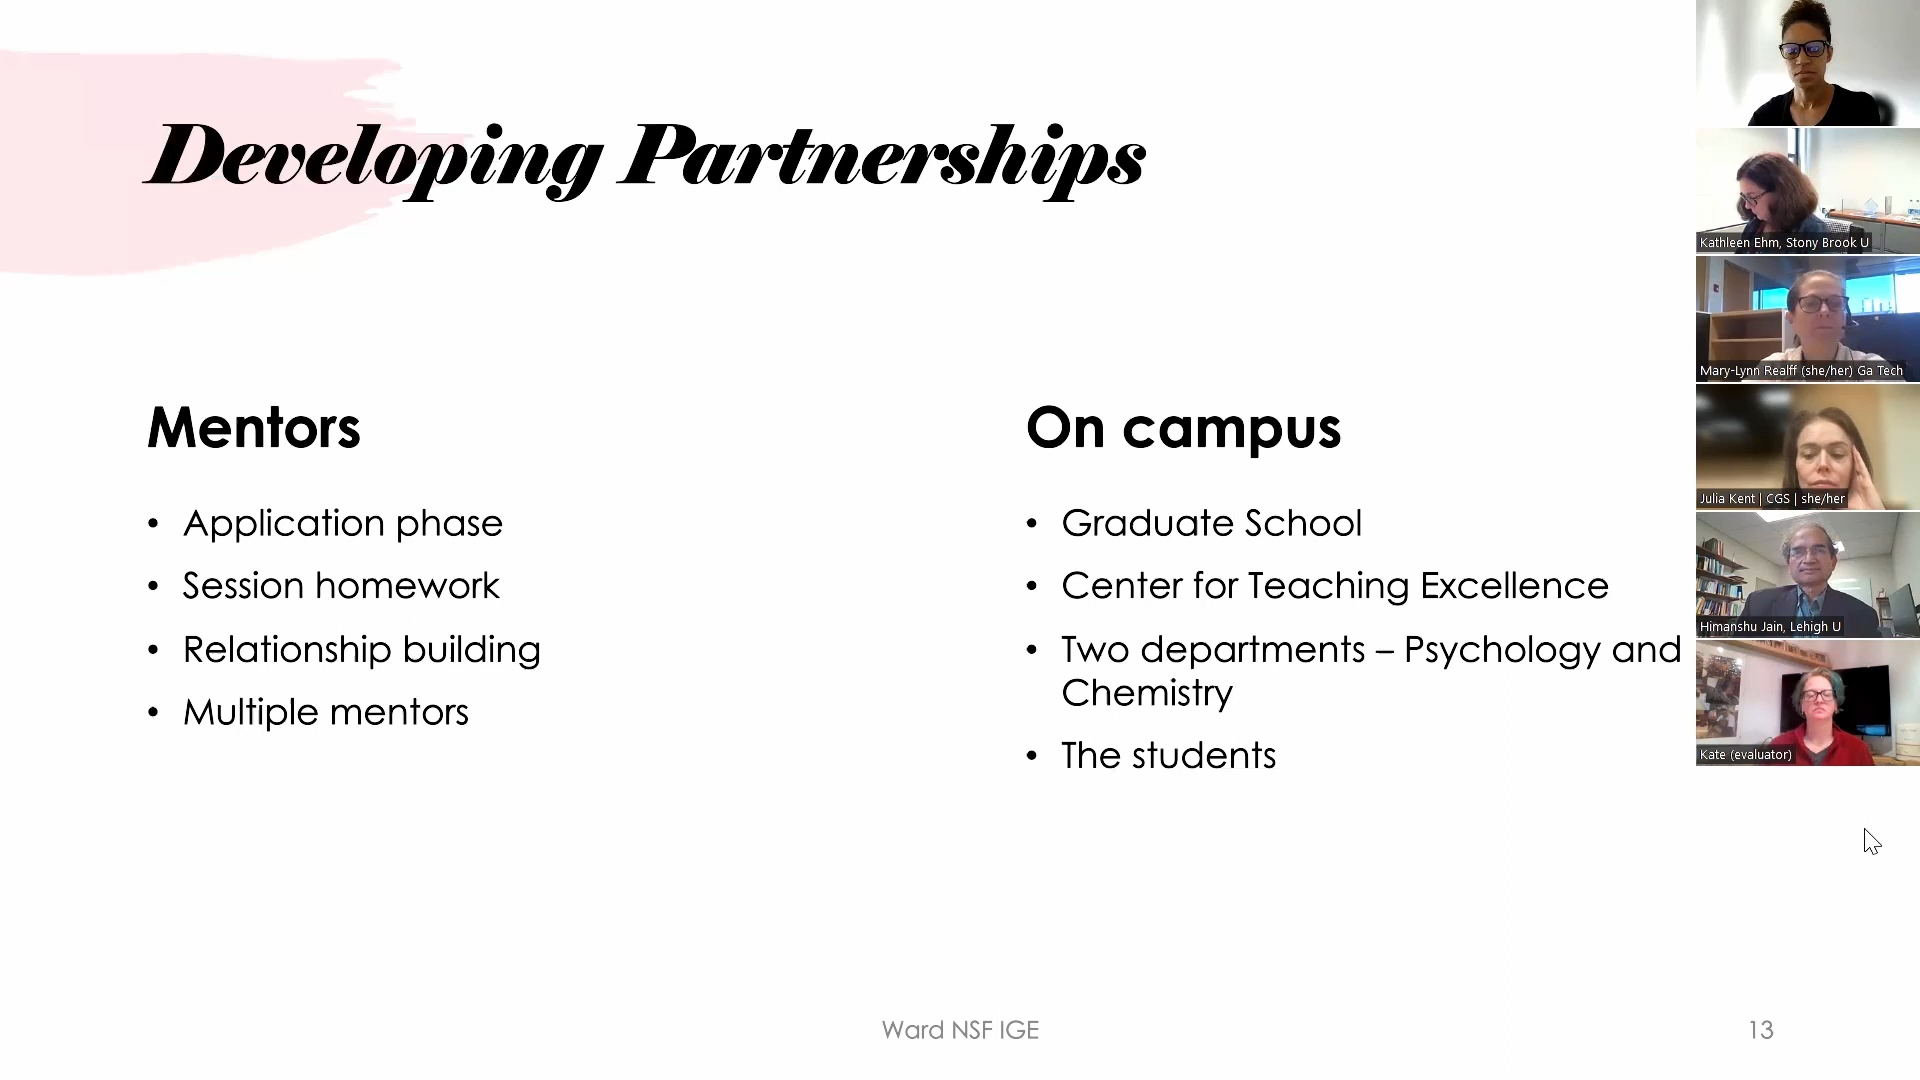 Developing Partnerships
Mentors
• Application phase
• Session homework
• Relationship building
• Multiple mentors
On campus
• Graduate School
• Center for Teaching Excellence
• Two departments – Psychology and
Chemistry
• The students
Ward NSF IGE
13
Kathleen Ehm, Stony Brook U
Mary-Lynn Realff (she/her) Ga Tech
Julia Kent | CGS | she/her
Himanshu Jain, Lehigh U
Kate (evaluator)